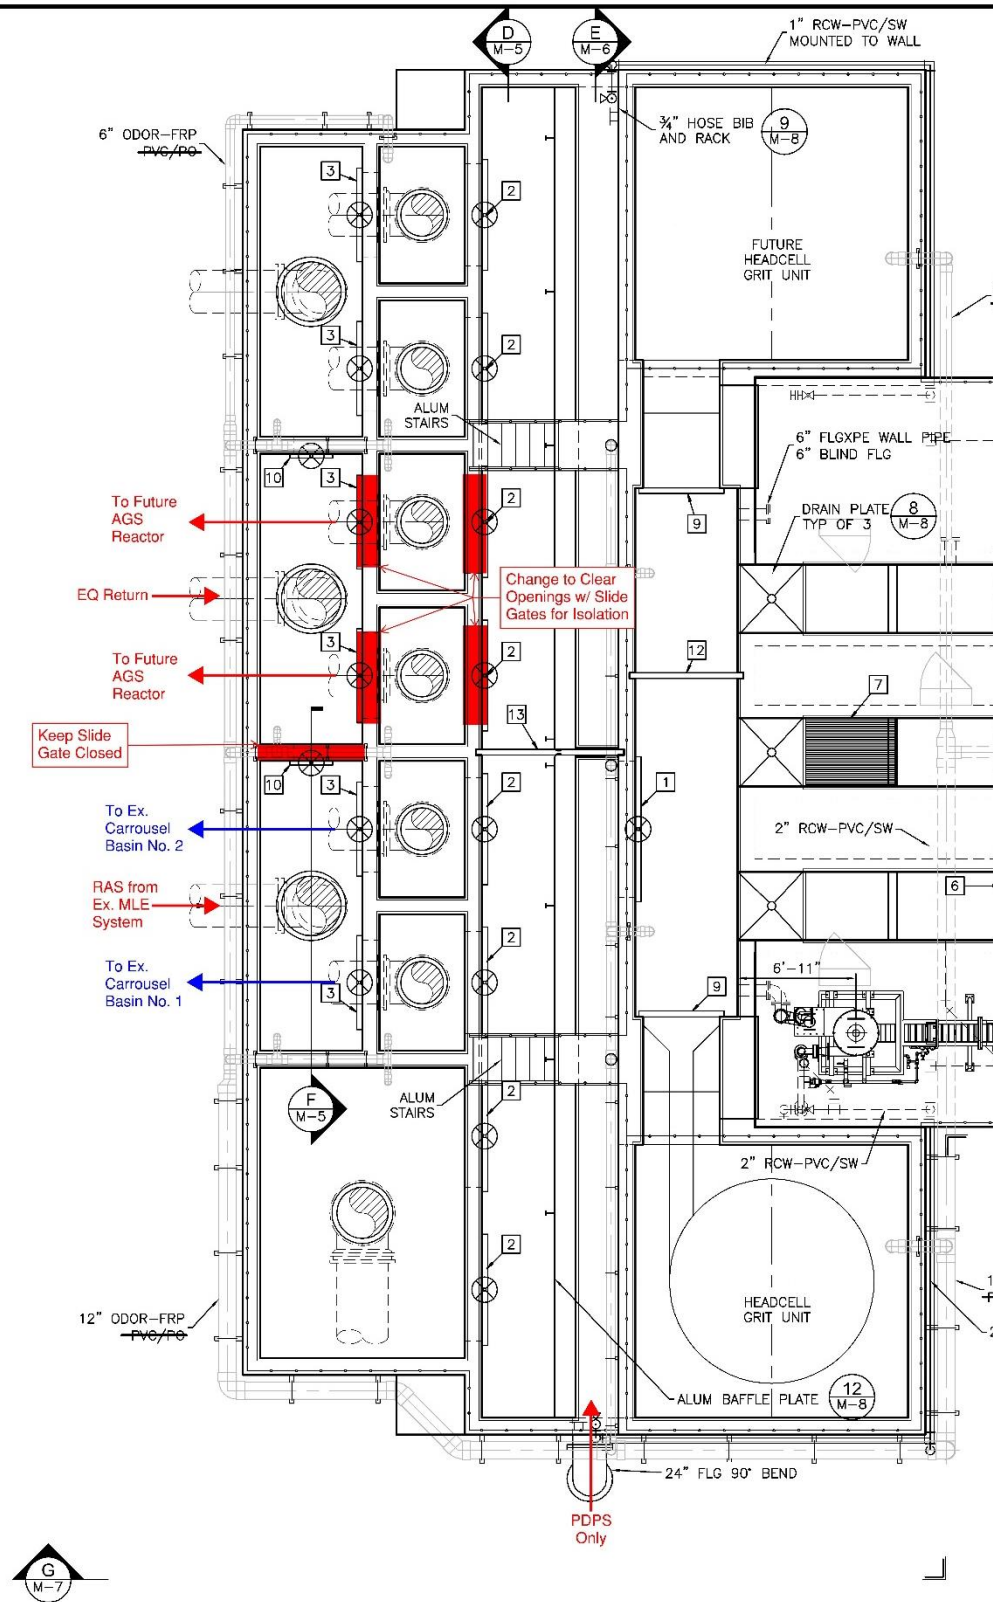 D
M-5
E
M-6
1" RCW-PVC/SW
MOUNTED TO WALL
6" ODOR-FRP
PVC/PO
3
2
¾" HOSE BIB
AND RACK
9
M-8
FUTURE
HEADCELL
GRIT UNIT
3
2
ALUM
STAIRS
6" FLGXPE WALL PIPE
6" BLIND FLG
10
3
2
9
DRAIN PLATE
TYP OF 3
8
M-8
To Future
AGS
Reactor
EQ Return
Change to Clear
Openings w/ Slide
Gates for Isolation
To Future
AGS
Reactor
3
2
12
7
Keep Slide
Gate Closed
13
10
3
2
1
To Ex.
Carrousel
Basin No. 2
2" RCW-PVC/SW
RAS from
Ex. MLE
System
6
To Ex.
Carrousel
Basin No. 1
3
2
6'-11"
9
F
M-5
ALUM
STAIRS
2
2" RCW-PVC/SW
2
12" ODOR-FRP
PVC/PO
HEADCELL
GRIT UNIT
1
2
ALUM BAFFLE PLATE
12
M-8
24" FLG 90° BEND
PDPS
Only
G
M-7